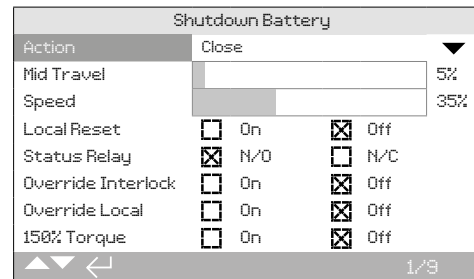 Shutdown Battery
Action Close
Mid Travel 5%
Speed 35%
Local Reset On Off
Status Relay N/O N/C
Override Interlock On Off
Override Local On Off
150% Torque On Off
1/9